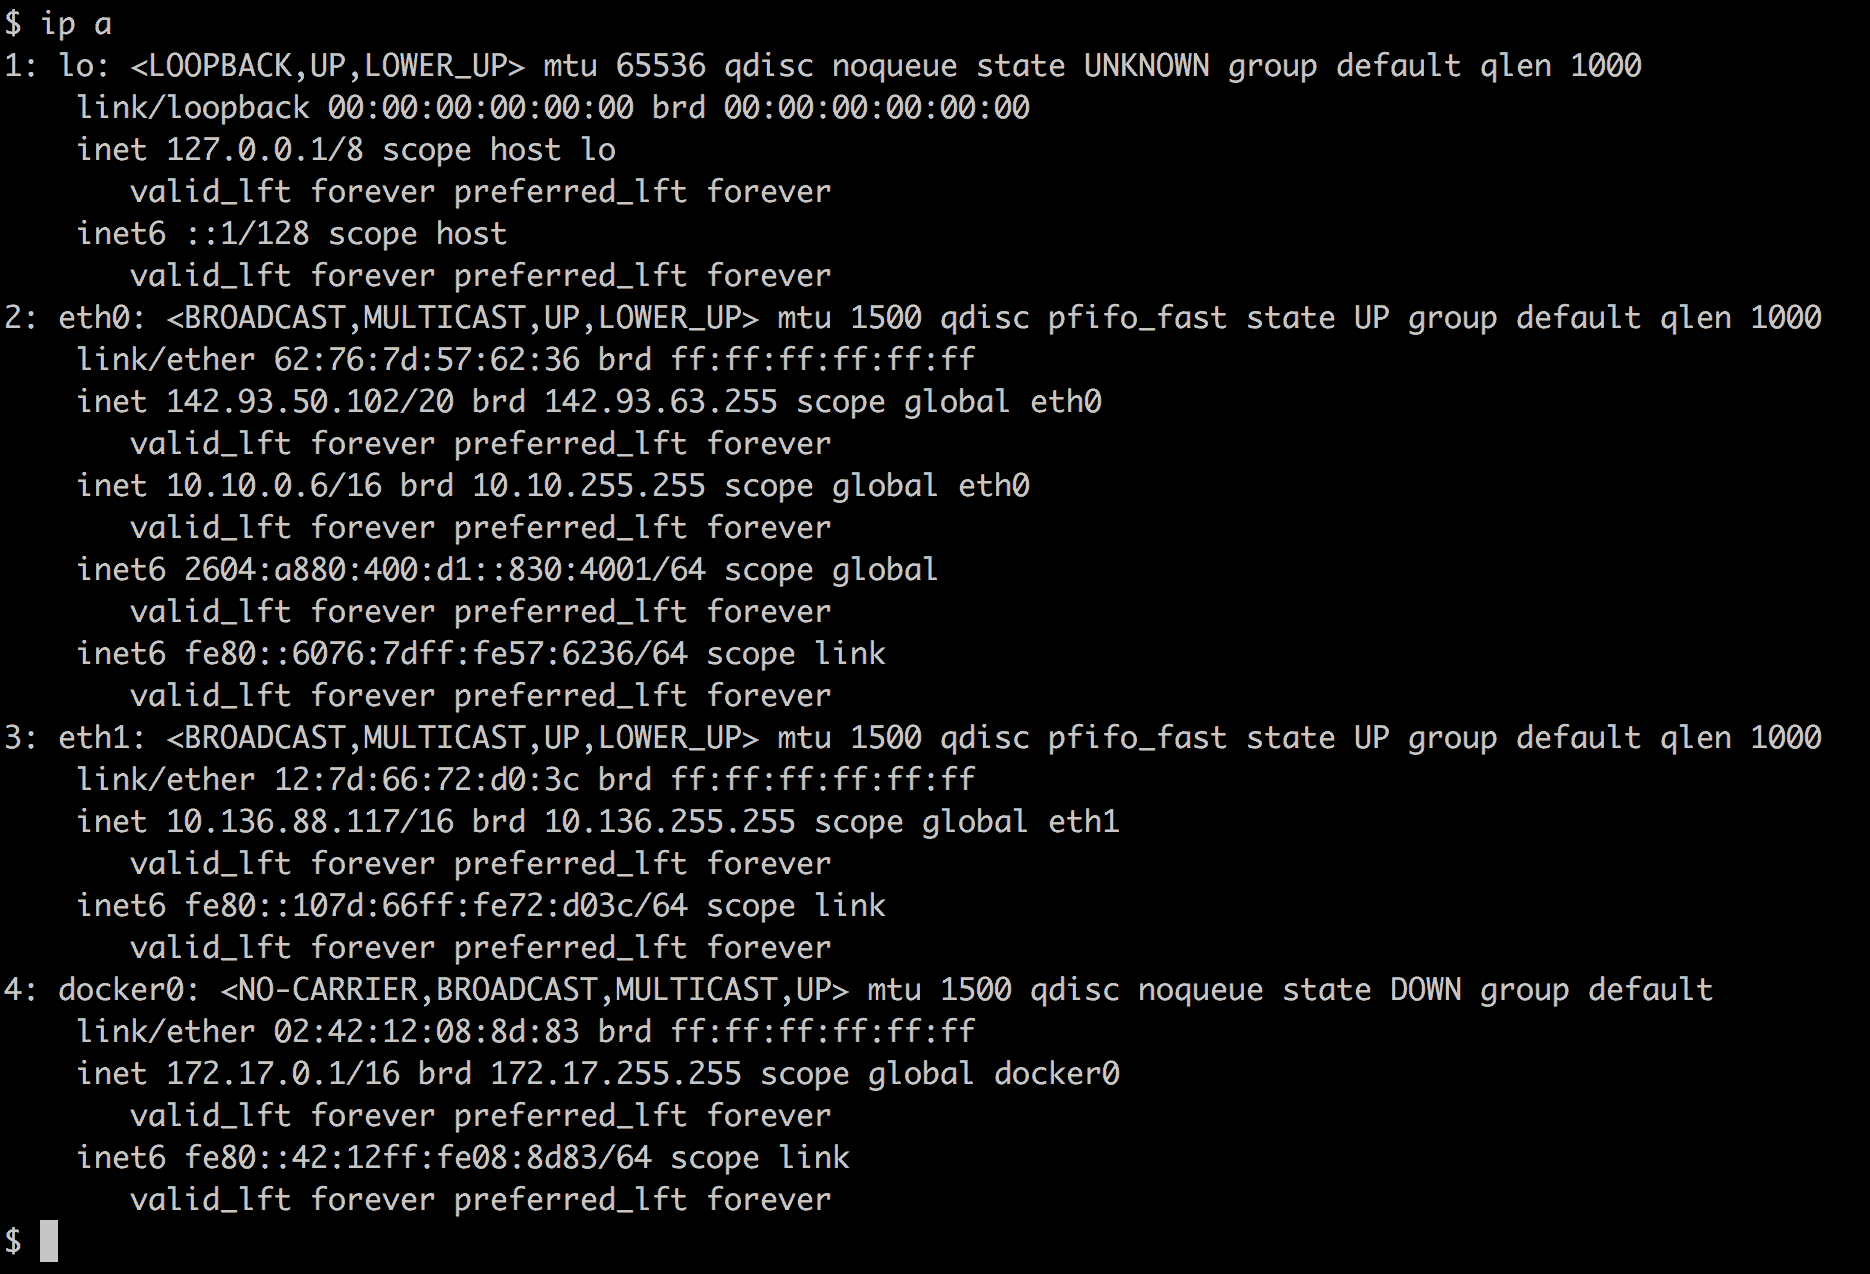 $ ip a
1: lo: <LOOPBACK,UP,LOWER_UP> mtu 65536 qdisc noqueue state UNKNOWN group default qlen 1000
    link/loopback 00:00:00:00:00:00 brd 00:00:00:00:00:00
    inet 127.0.0.1/8 scope host lo
       valid_lft forever preferred_lft forever
    inet6 ::1/128 scope host
       valid_lft forever preferred_lft forever
2: eth0: <BROADCAST,MULTICAST,UP,LOWER_UP> mtu 1500 qdisc pfifo_fast state UP group default qlen 1000
    link/ether 62:76:7d:57:62:36 brd ff:ff:ff:ff:ff:ff
    inet 142.93.50.102/20 brd 142.93.63.255 scope global eth0
       valid_lft forever preferred_lft forever
    inet 10.10.0.6/16 brd 10.10.255.255 scope global eth0
       valid_lft forever preferred_lft forever
    inet6 2604:a880:400:d1::830:4001/64 scope global
       valid_lft forever preferred_lft forever
    inet6 fe80::6076:7dff:fe57:6236/64 scope link
       valid_lft forever preferred_lft forever
3: eth1: <BROADCAST,MULTICAST,UP,LOWER_UP> mtu 1500 qdisc pfifo_fast state UP group default qlen 1000
    link/ether 12:7d:66:72:d0:3c brd ff:ff:ff:ff:ff:ff
    inet 10.136.88.117/16 brd 10.136.255.255 scope global eth1
       valid_lft forever preferred_lft forever
    inet6 fe80::107d:66ff:fe72:d03c/64 scope link
       valid_lft forever preferred_lft forever
4: docker0: <NO-CARRIER,BROADCAST,MULTICAST,UP> mtu 1500 qdisc noqueue state DOWN group default
    link/ether 02:42:12:08:8d:83 brd ff:ff:ff:ff:ff:ff
    inet 172.17.0.1/16 brd 172.17.255.255 scope global docker0
       valid_lft forever preferred_lft forever
    inet6 fe80::42:12ff:fe08:8d83/64 scope link
       valid_lft forever preferred_lft forever
$